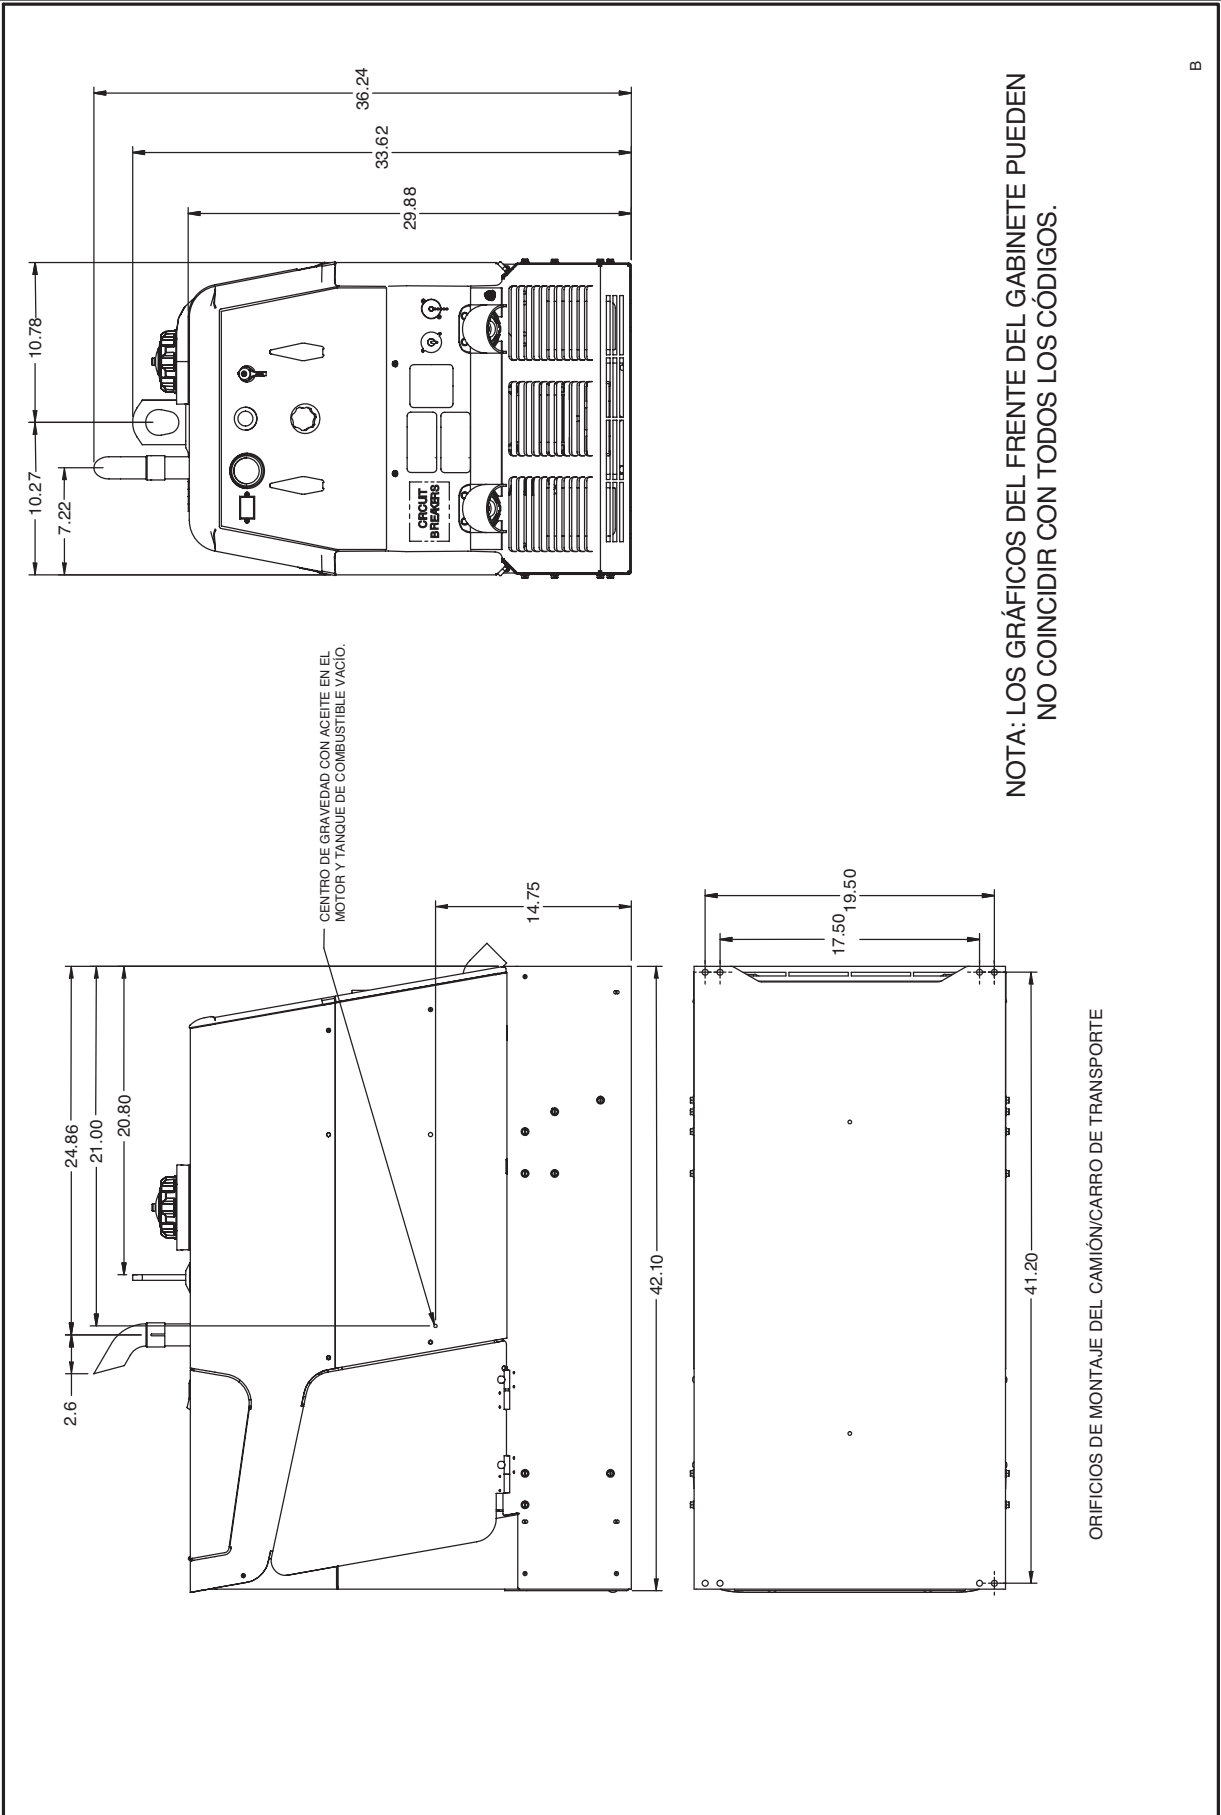 36.24
33.62
29.88
10.78
10.27
7.22
CIRCUIT
BREAKERS
CENTRO DE GRAVEDAD CON ACEITE EN EL
MOTOR Y TANQUE DE COMBUSTIBLE VACÍO.
24.86
21.00
20.80
2.6
14.75
42.10
19.50
17.50
41.20
ORIFICIOS DE MONTAJE DEL CAMIÓN/CARRO DE TRANSPORTE
NOTA: LOS GRÁFICOS DEL FRENTE DEL GABINETE PUEDEN
NO COINCIDIR CON TODOS LOS CÓDIGOS.
B